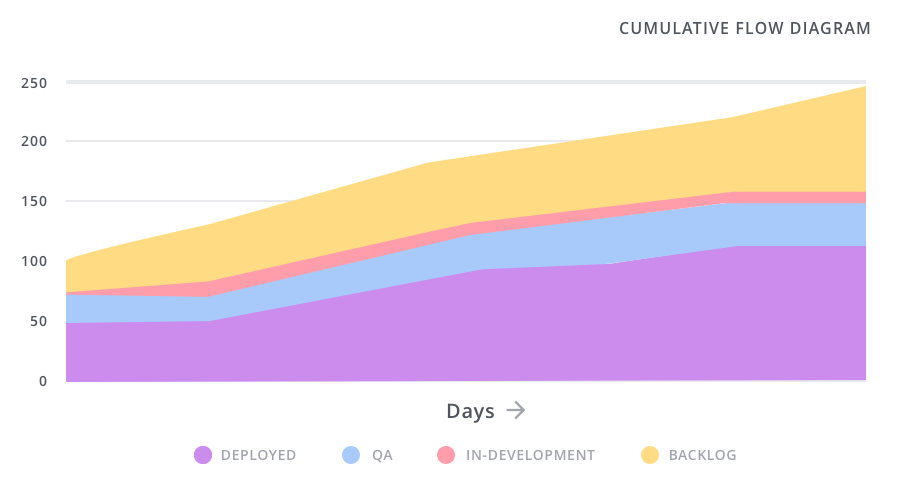 CUMULATIVE FLOW DIAGRAM
250
200
150
100
50
0
Days
DEPLOYED QA IN-DEVELOPMENT BACKLOG